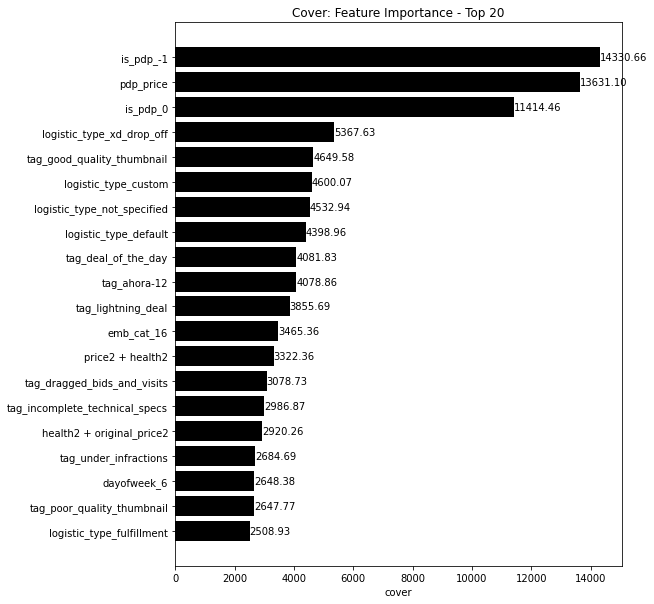 Cover: Feature Importance - Top 20
is_pdp_-1 14330.66
pdp_price 13631.10
is_pdp_0 11414.46
logistic_type_xd_drop_off 5367.63
tag_good_quality_thumbnail 4649.58
logistic_type_custom 4600.07
logistic_type_not_specified 4532.94
logistic_type_default 4398.96
tag_deal_of_the_day 4081.83
tag_ahora-12 4078.86
tag_lightning_deal 3855.69
emb_cat_16 3465.36
price2 + health2 3322.36
tag_dragged_bids_and_visits 3078.73
tag_incomplete_technical_specs 2986.87
health2 + original_price2 2920.26
tag_under_infractions 2684.69
dayofweek_6 2648.38
tag_poor_quality_thumbnail 2647.77
logistic_type_fulfillment 2508.93
0 2000 4000 6000 8000 10000 12000 14000
cover